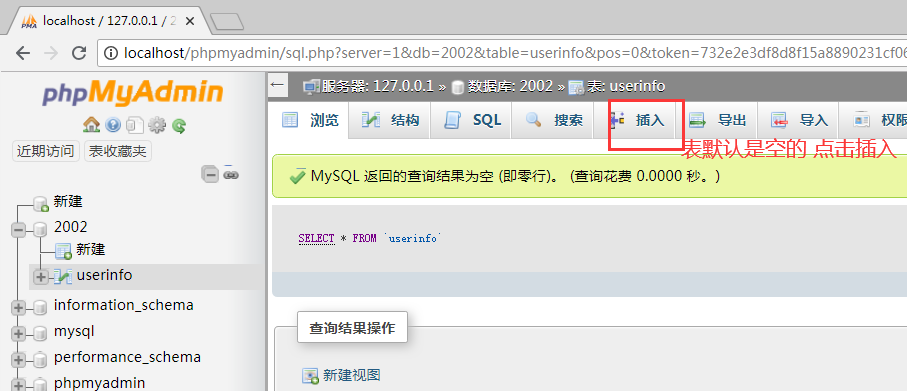 PMA localhost / 127.0.0.1 / 2
localhost/phpmyadmin/sql.php?server=1&db=2002&table=userinfo&pos=0&token=732e2e3df8d8f15a8890231cf06
phpMyAdmin
近期访问 表收藏夹
新建
2002
新建
userinfo
information_schema
mysql
performance_schema
phpmyadmin
服务器: 127.0.0.1 » 数据库: 2002 » 表: userinfo
浏览 结构 SQL 搜索 插入 导出 导入 权限
表默认是空的 点击插入
MySQL 返回的查询结果为空 (即零行)。 (查询花费 0.0000 秒。)
SELECT * FROM `userinfo`
查询结果操作
新建视图